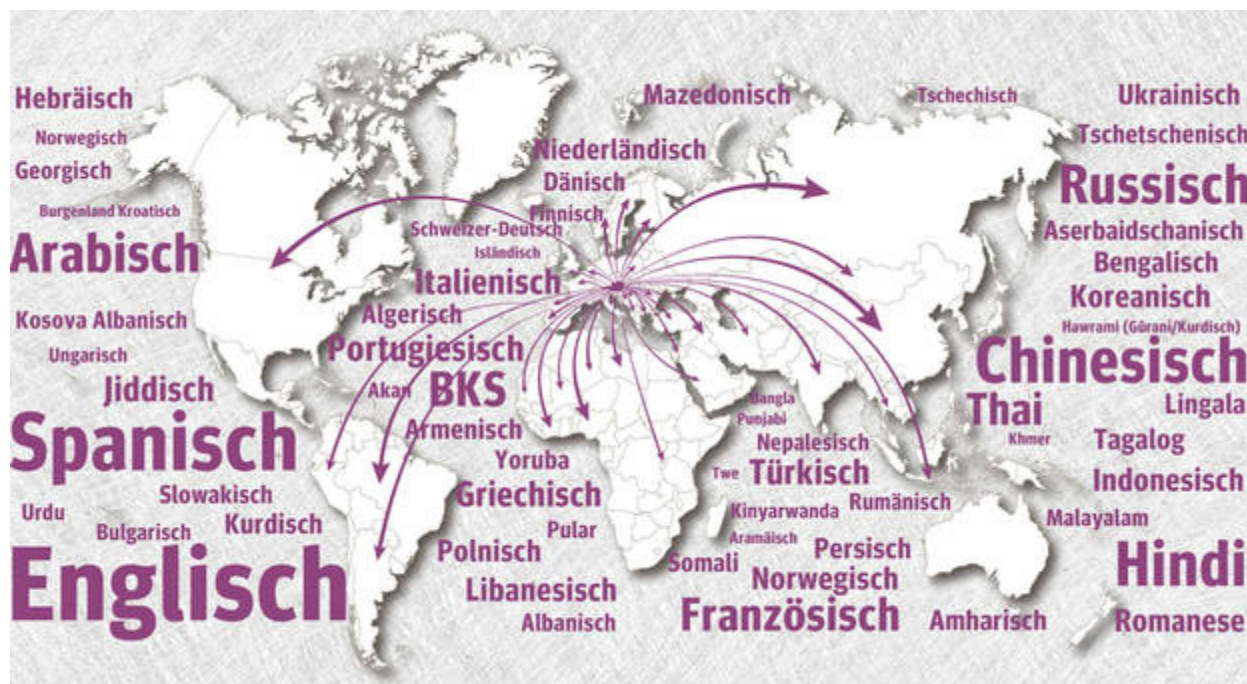 Hebräisch
Norwegisch
Georgisch
Burgenland Kroatisch
Arabisch
Kosova Albanisch
Ungarisch
Jiddisch
Spanisch
Slowakisch
Urdu
Bulgarisch
Kurdisch
Englisch
Mazedonisch
Niederländisch
Dänisch
Finnisch
Schweizer-Deutsch
Isländisch
Italienisch
Algerisch
Portugiesisch
Akan
BKS
Armenisch
Yoruba
Griechisch
Pular
Polnisch
Libanesisch
Albanisch
Bangla
Punjabi
Nepalesisch
Twe
Türkisch
Kinyarwanda
Rumänisch
Aramäisch
Somali
Persisch
Norwegisch
Französisch
Amharisch
Tschechisch
Ukrainisch
Tschetschenisch
Russisch
Aserbaidschanisch
Bengalisch
Koreanisch
Hawrami (Görani/Kurdisch)
Chinesisch
Thai
Lingala
Khmer
Tagalog
Indonesisch
Malayalam
Hindi
Romanese